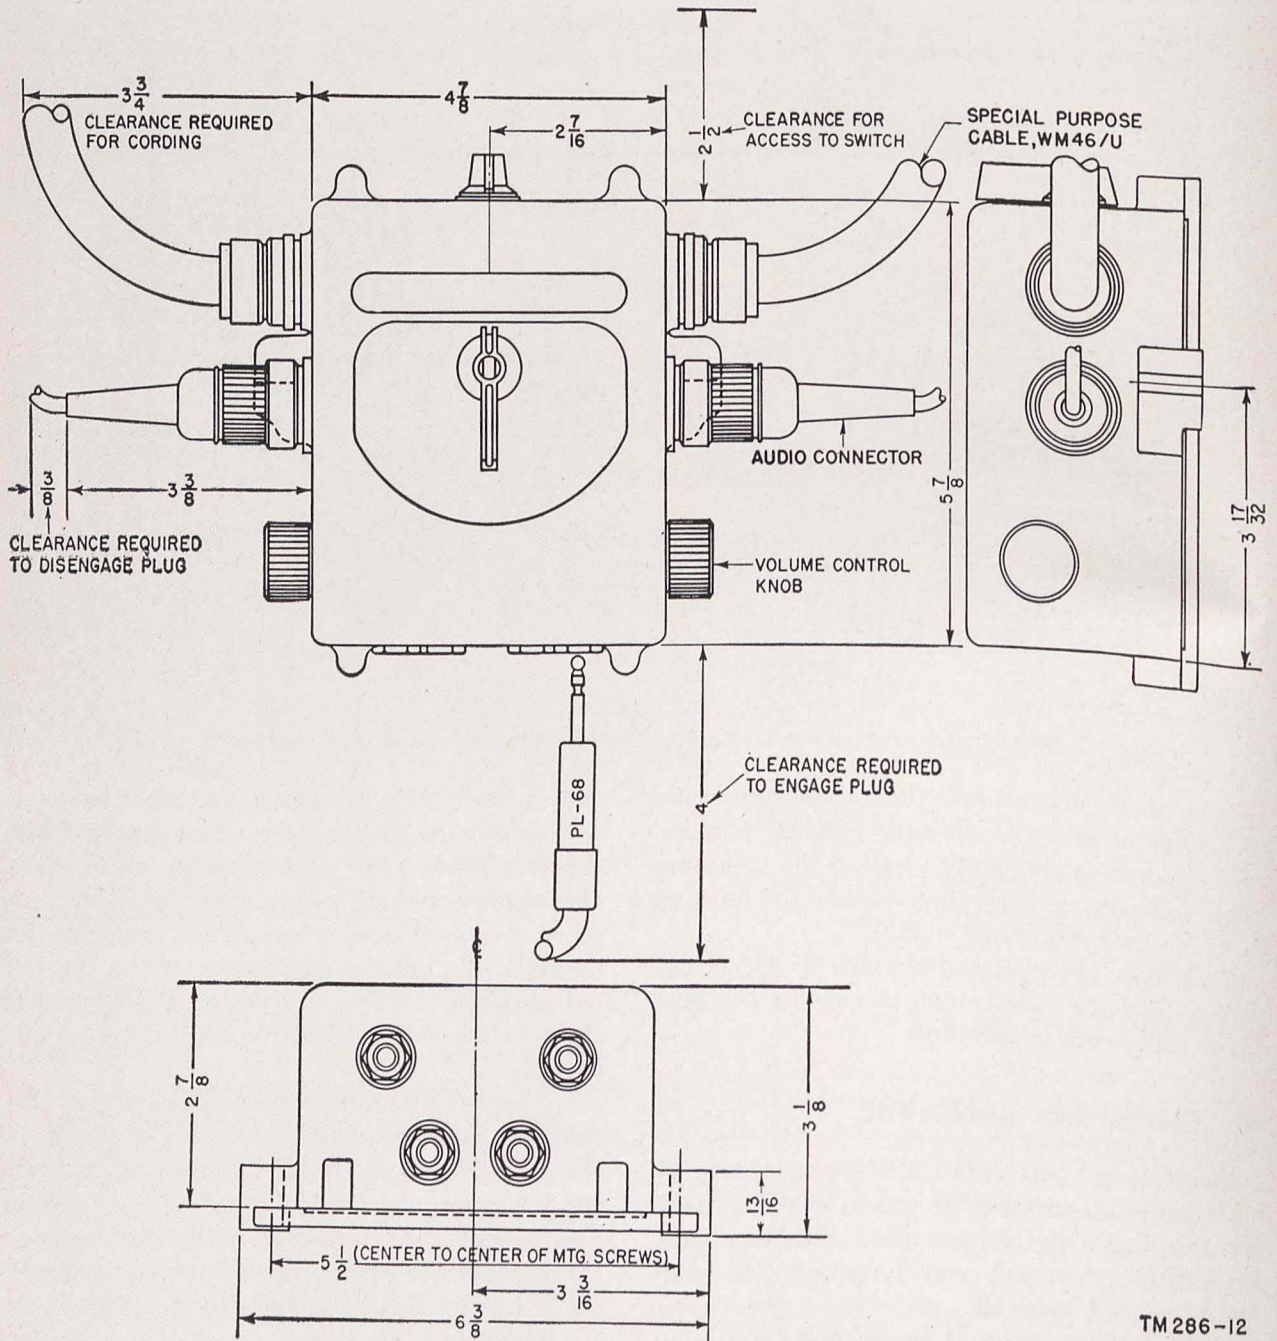 3 3/4
CLEARANCE REQUIRED
FOR CORDING
4 7/8
2 7/16
2 1/2
CLEARANCE FOR
ACCESS TO SWITCH
SPECIAL PURPOSE
CABLE, WM46/U
3/8
3 3/8
CLEARANCE REQUIRED
TO DISENGAGE PLUG
AUDIO CONNECTOR
5 7/8
3 17/32
VOLUME CONTROL
KNOB
PL-68
4
CLEARANCE REQUIRED
TO ENGAGE PLUG
2 7/8
3 1/8
13/16
5 1/2 (CENTER TO CENTER OF MTG. SCREWS)
3 3/16
6 3/8
TM 286-12